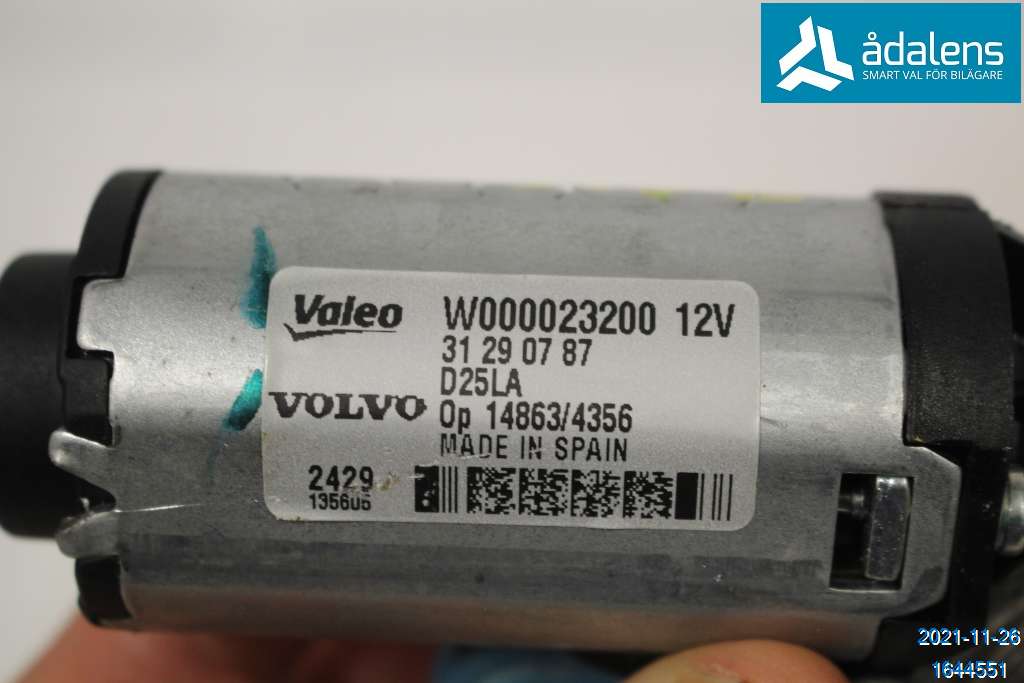 ådalens
SMART VAL FÖR BILÄGARE
Valeo W000023200 12V
31 29 07 87
D25LA
VOLVO Op 14863/4356
MADE IN SPAIN
2429
135606
2021-11-26
1644551